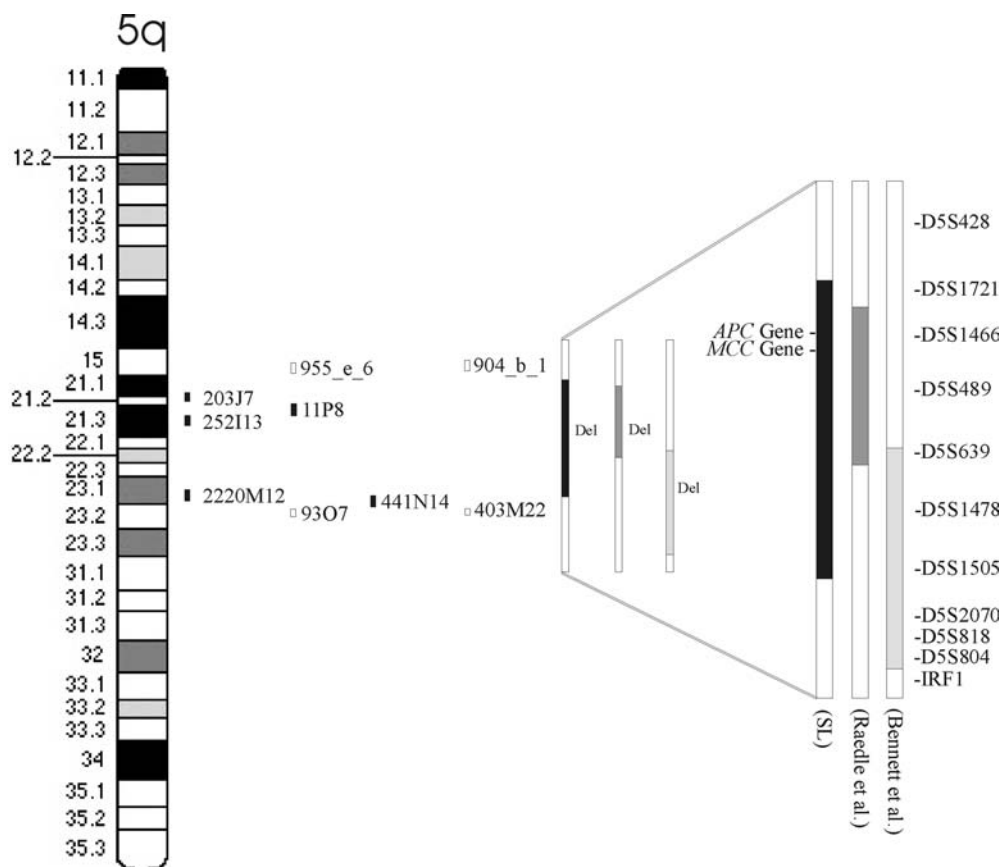 5q
11.1
11.2
12.1
12.2
12.3
13.1
13.2
13.3
14.1
14.2
14.3
15
21.1
21.2
21.3
22.1
22.2
22.3
23.1
23.2
23.3
31.1
31.2
31.3
32
33.1
33.2
33.3
34
35.1
35.2
35.3
203J7
252I13
2220M12
955_e_6
11P8
93O7
441N14
904_b_1
403M22
Del
Del
Del
APC Gene
MCC Gene
-D5S428
-D5S1721
-D5S1466
-D5S489
-D5S639
-D5S1478
-D5S1505
-D5S2070
-D5S818
-D5S804
-IRF1
(SL)
(Raedle et al.)
(Bennett et al.)